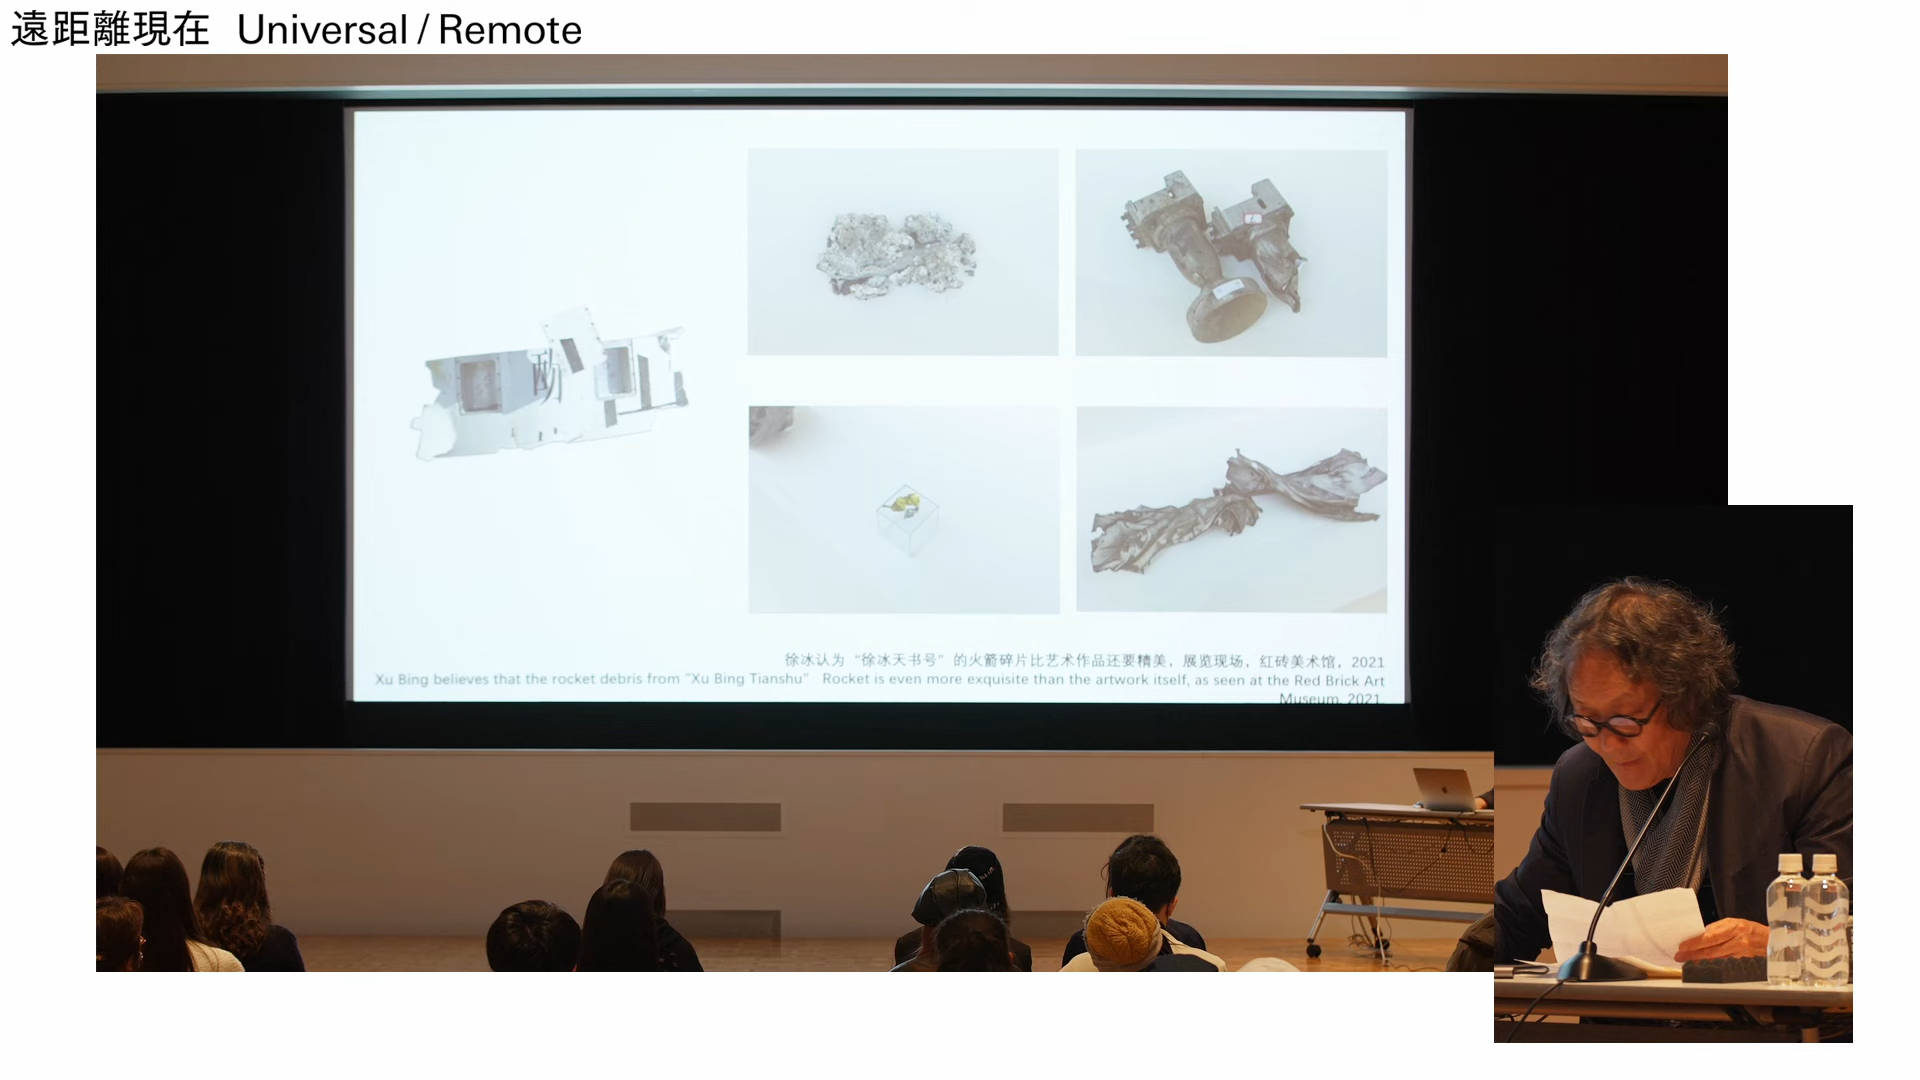 遠距離現在 Universal / Remote
徐冰认为“徐冰天书号”的火箭碎片比艺术作品还要精美，展览现场，红砖美术馆，2021
Xu Bing believes that the rocket debris from "Xu Bing Tianshu" Rocket is even more exquisite than the artwork itself, as seen at the Red Brick Art
Museum, 2021